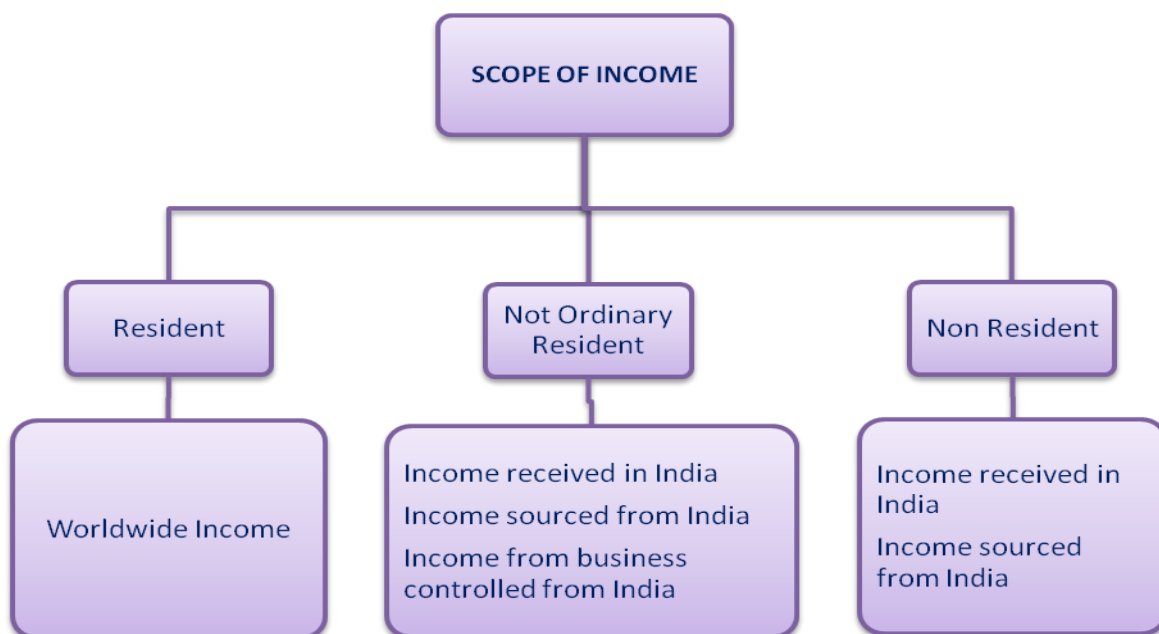 SCOPE OF INCOME
Resident
Not Ordinary
Resident
Non Resident
Worldwide Income
Income received in India
Income sourced from India
Income from business
controlled from India
Income received in
India
Income sourced
from India